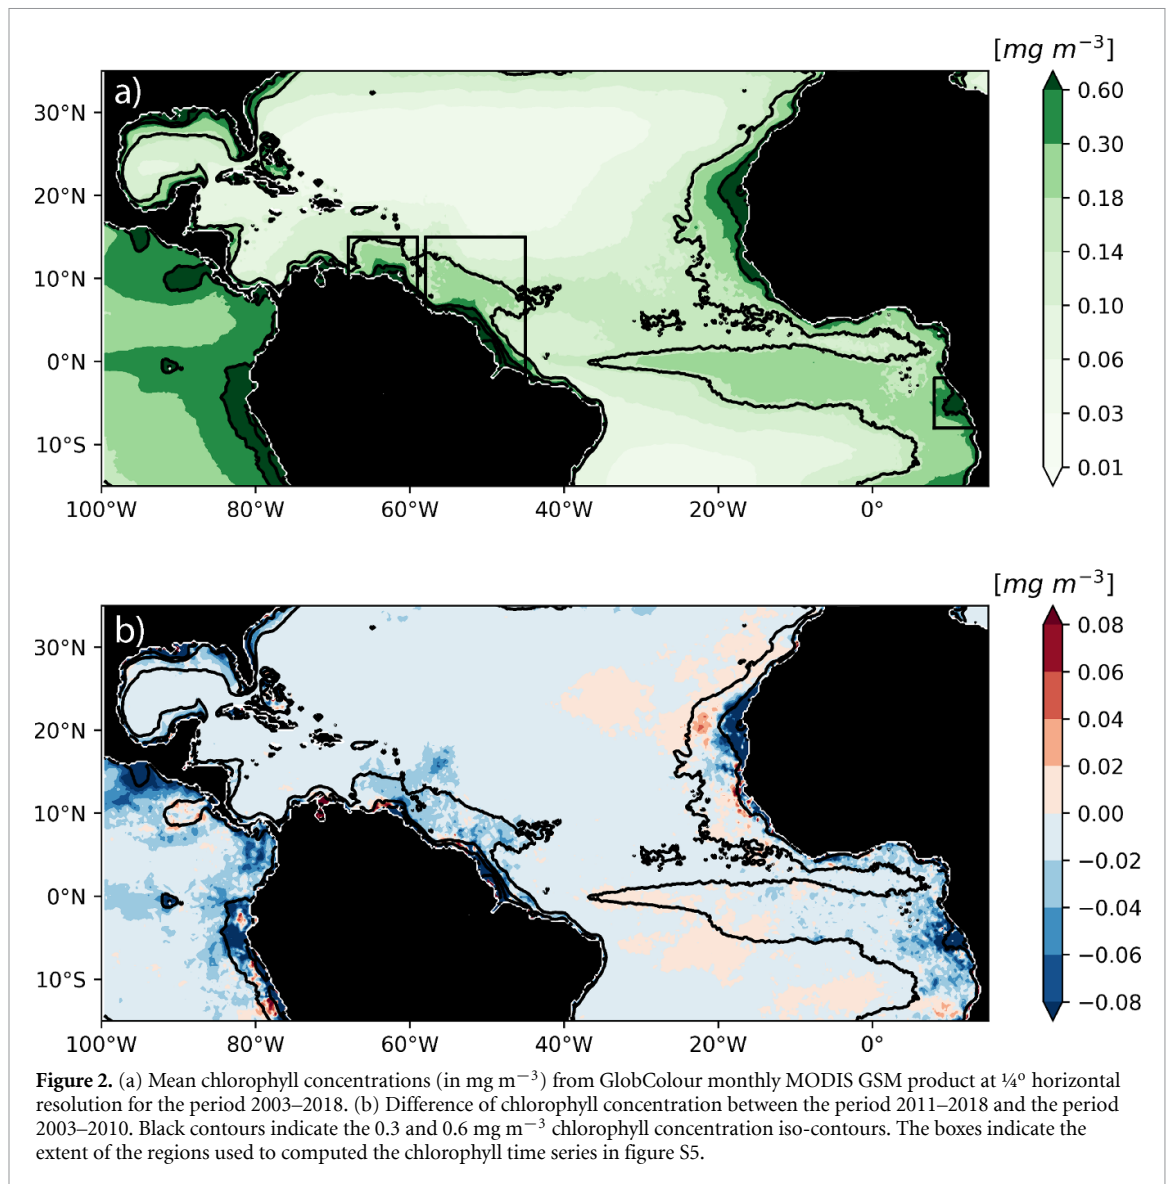 [mg m−3]
a)
30°N
20°N
10°N
0°N
10°S
100°W 80°W 60°W 40°W 20°W 0°
0.60
0.30
0.18
0.14
0.10
0.06
0.03
0.01
[mg m−3]
b)
30°N
20°N
10°N
0°N
10°S
100°W 80°W 60°W 40°W 20°W 0°
0.08
0.06
0.04
0.02
0.00
−0.02
−0.04
−0.06
−0.08
Figure 2. (a) Mean chlorophyll concentrations (in mg m−3) from GlobColour monthly MODIS GSM product at ¼º horizontal
resolution for the period 2003–2018. (b) Difference of chlorophyll concentration between the period 2011–2018 and the period
2003–2010. Black contours indicate the 0.3 and 0.6 mg m−3 chlorophyll concentration iso-contours. The boxes indicate the
extent of the regions used to computed the chlorophyll time series in figure S5.